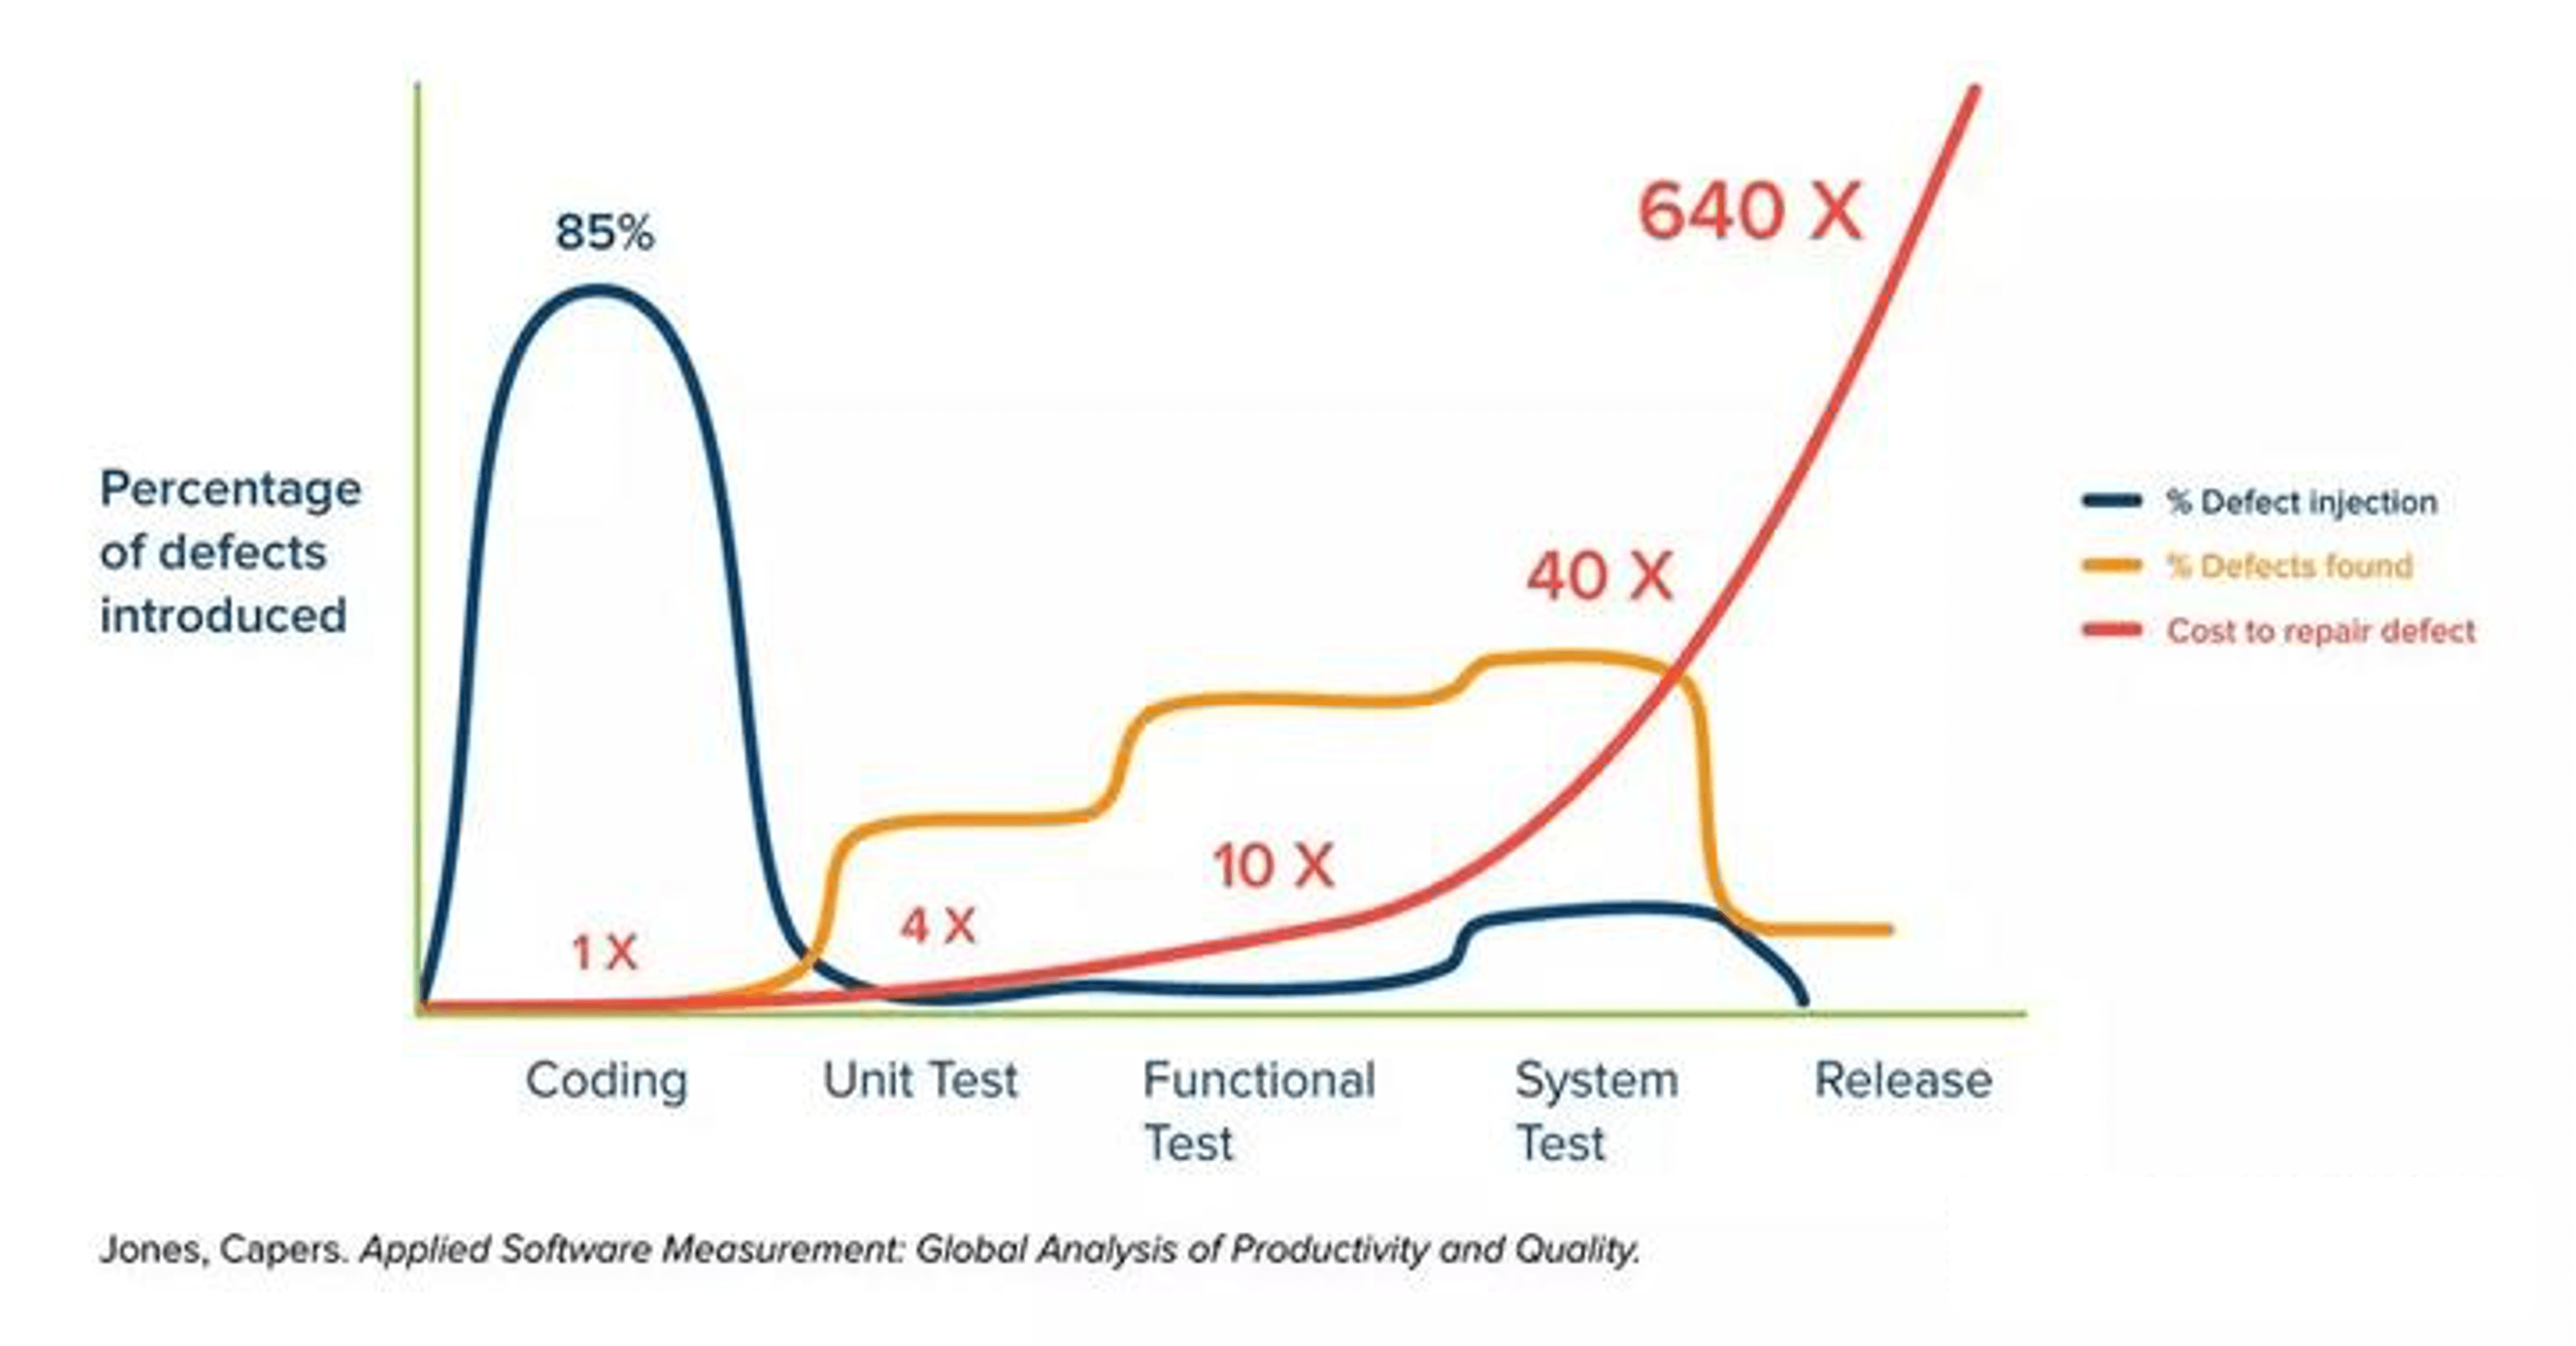 85%
640 X
40 X
10 X
4 X
1 X
Percentage
of defects
introduced
% Defect injection
% Defects found
Cost to repair defect
Coding
Unit Test
Functional
Test
System
Test
Release
Jones, Capers. Applied Software Measurement: Global Analysis of Productivity and Quality.